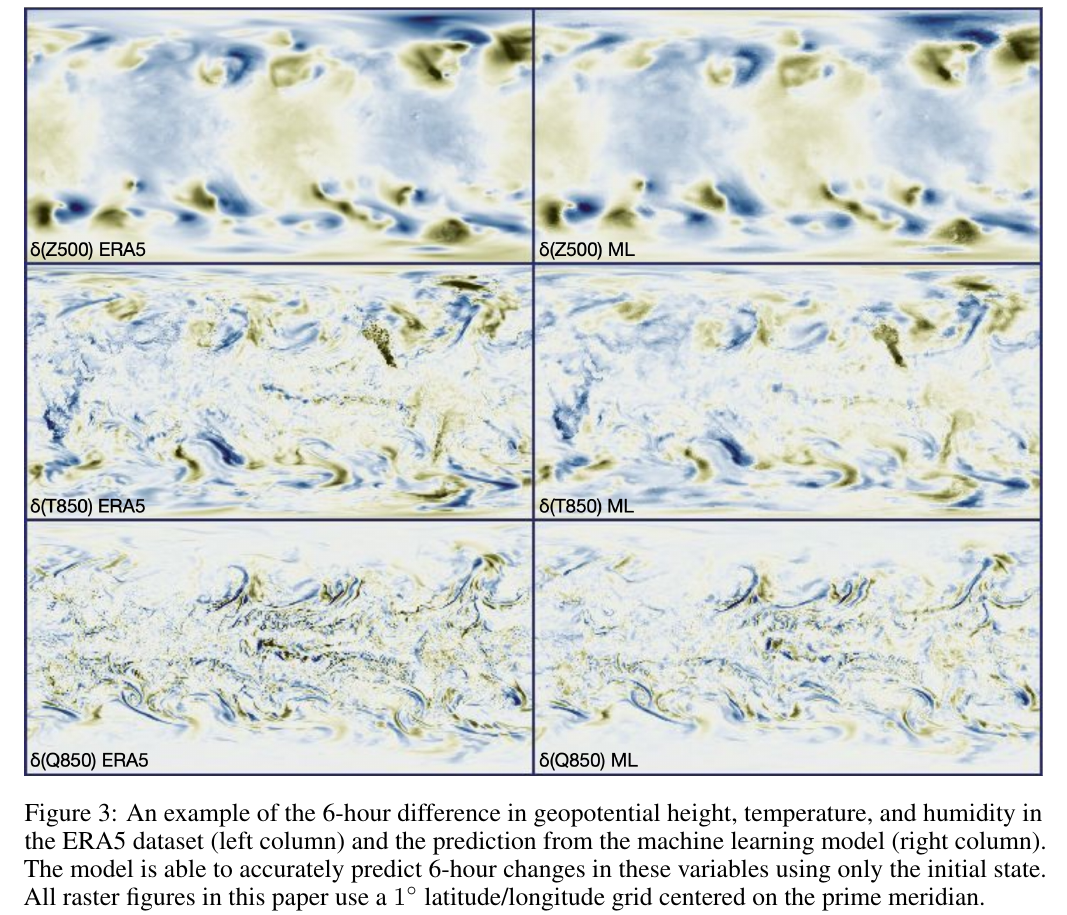 δ(Z500) ERA5
δ(Z500) ML
δ(T850) ERA5
δ(T850) ML
δ(Q850) ERA5
δ(Q850) ML
Figure 3: An example of the 6-hour difference in geopotential height, temperature, and humidity in
the ERA5 dataset (left column) and the prediction from the machine learning model (right column).
The model is able to accurately predict 6-hour changes in these variables using only the initial state.
All raster figures in this paper use a 1° latitude/longitude grid centered on the prime meridian.